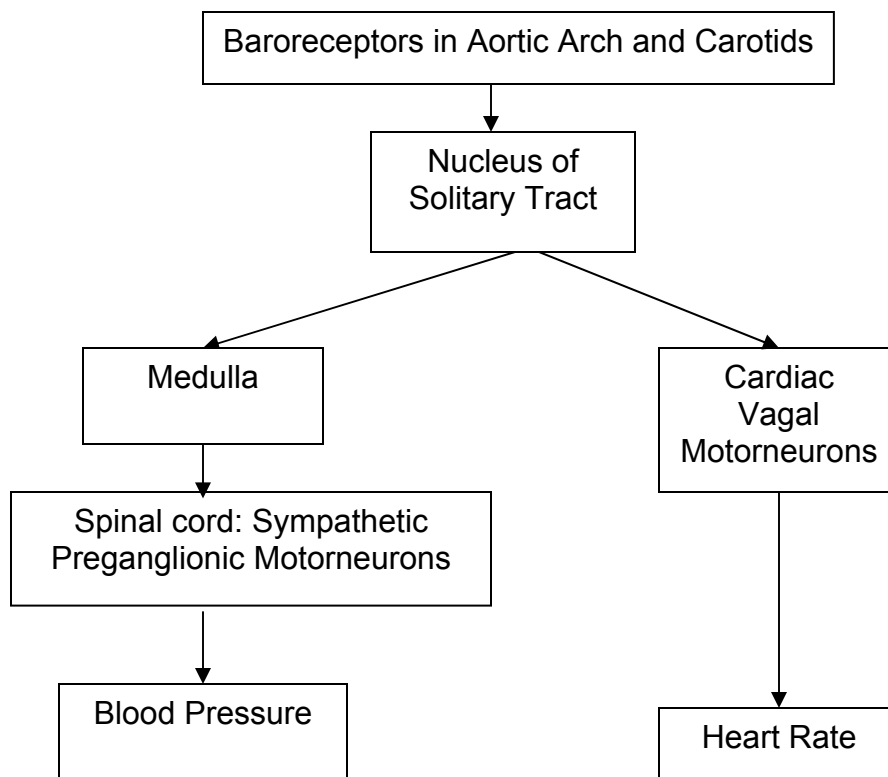 Baroreceptors in Aortic Arch and Carotids
Nucleus of
Solitary Tract
Medulla
Cardiac
Vagal
Motorneurons
Spinal cord: Sympathetic
Preganglionic Motorneurons
Blood Pressure
Heart Rate